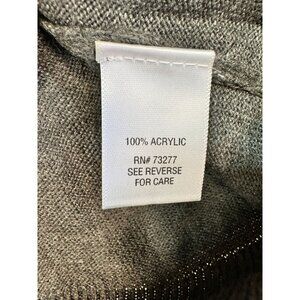 100% ACRYLIC
RN# 73277
SEE REVERSE
FOR CARE